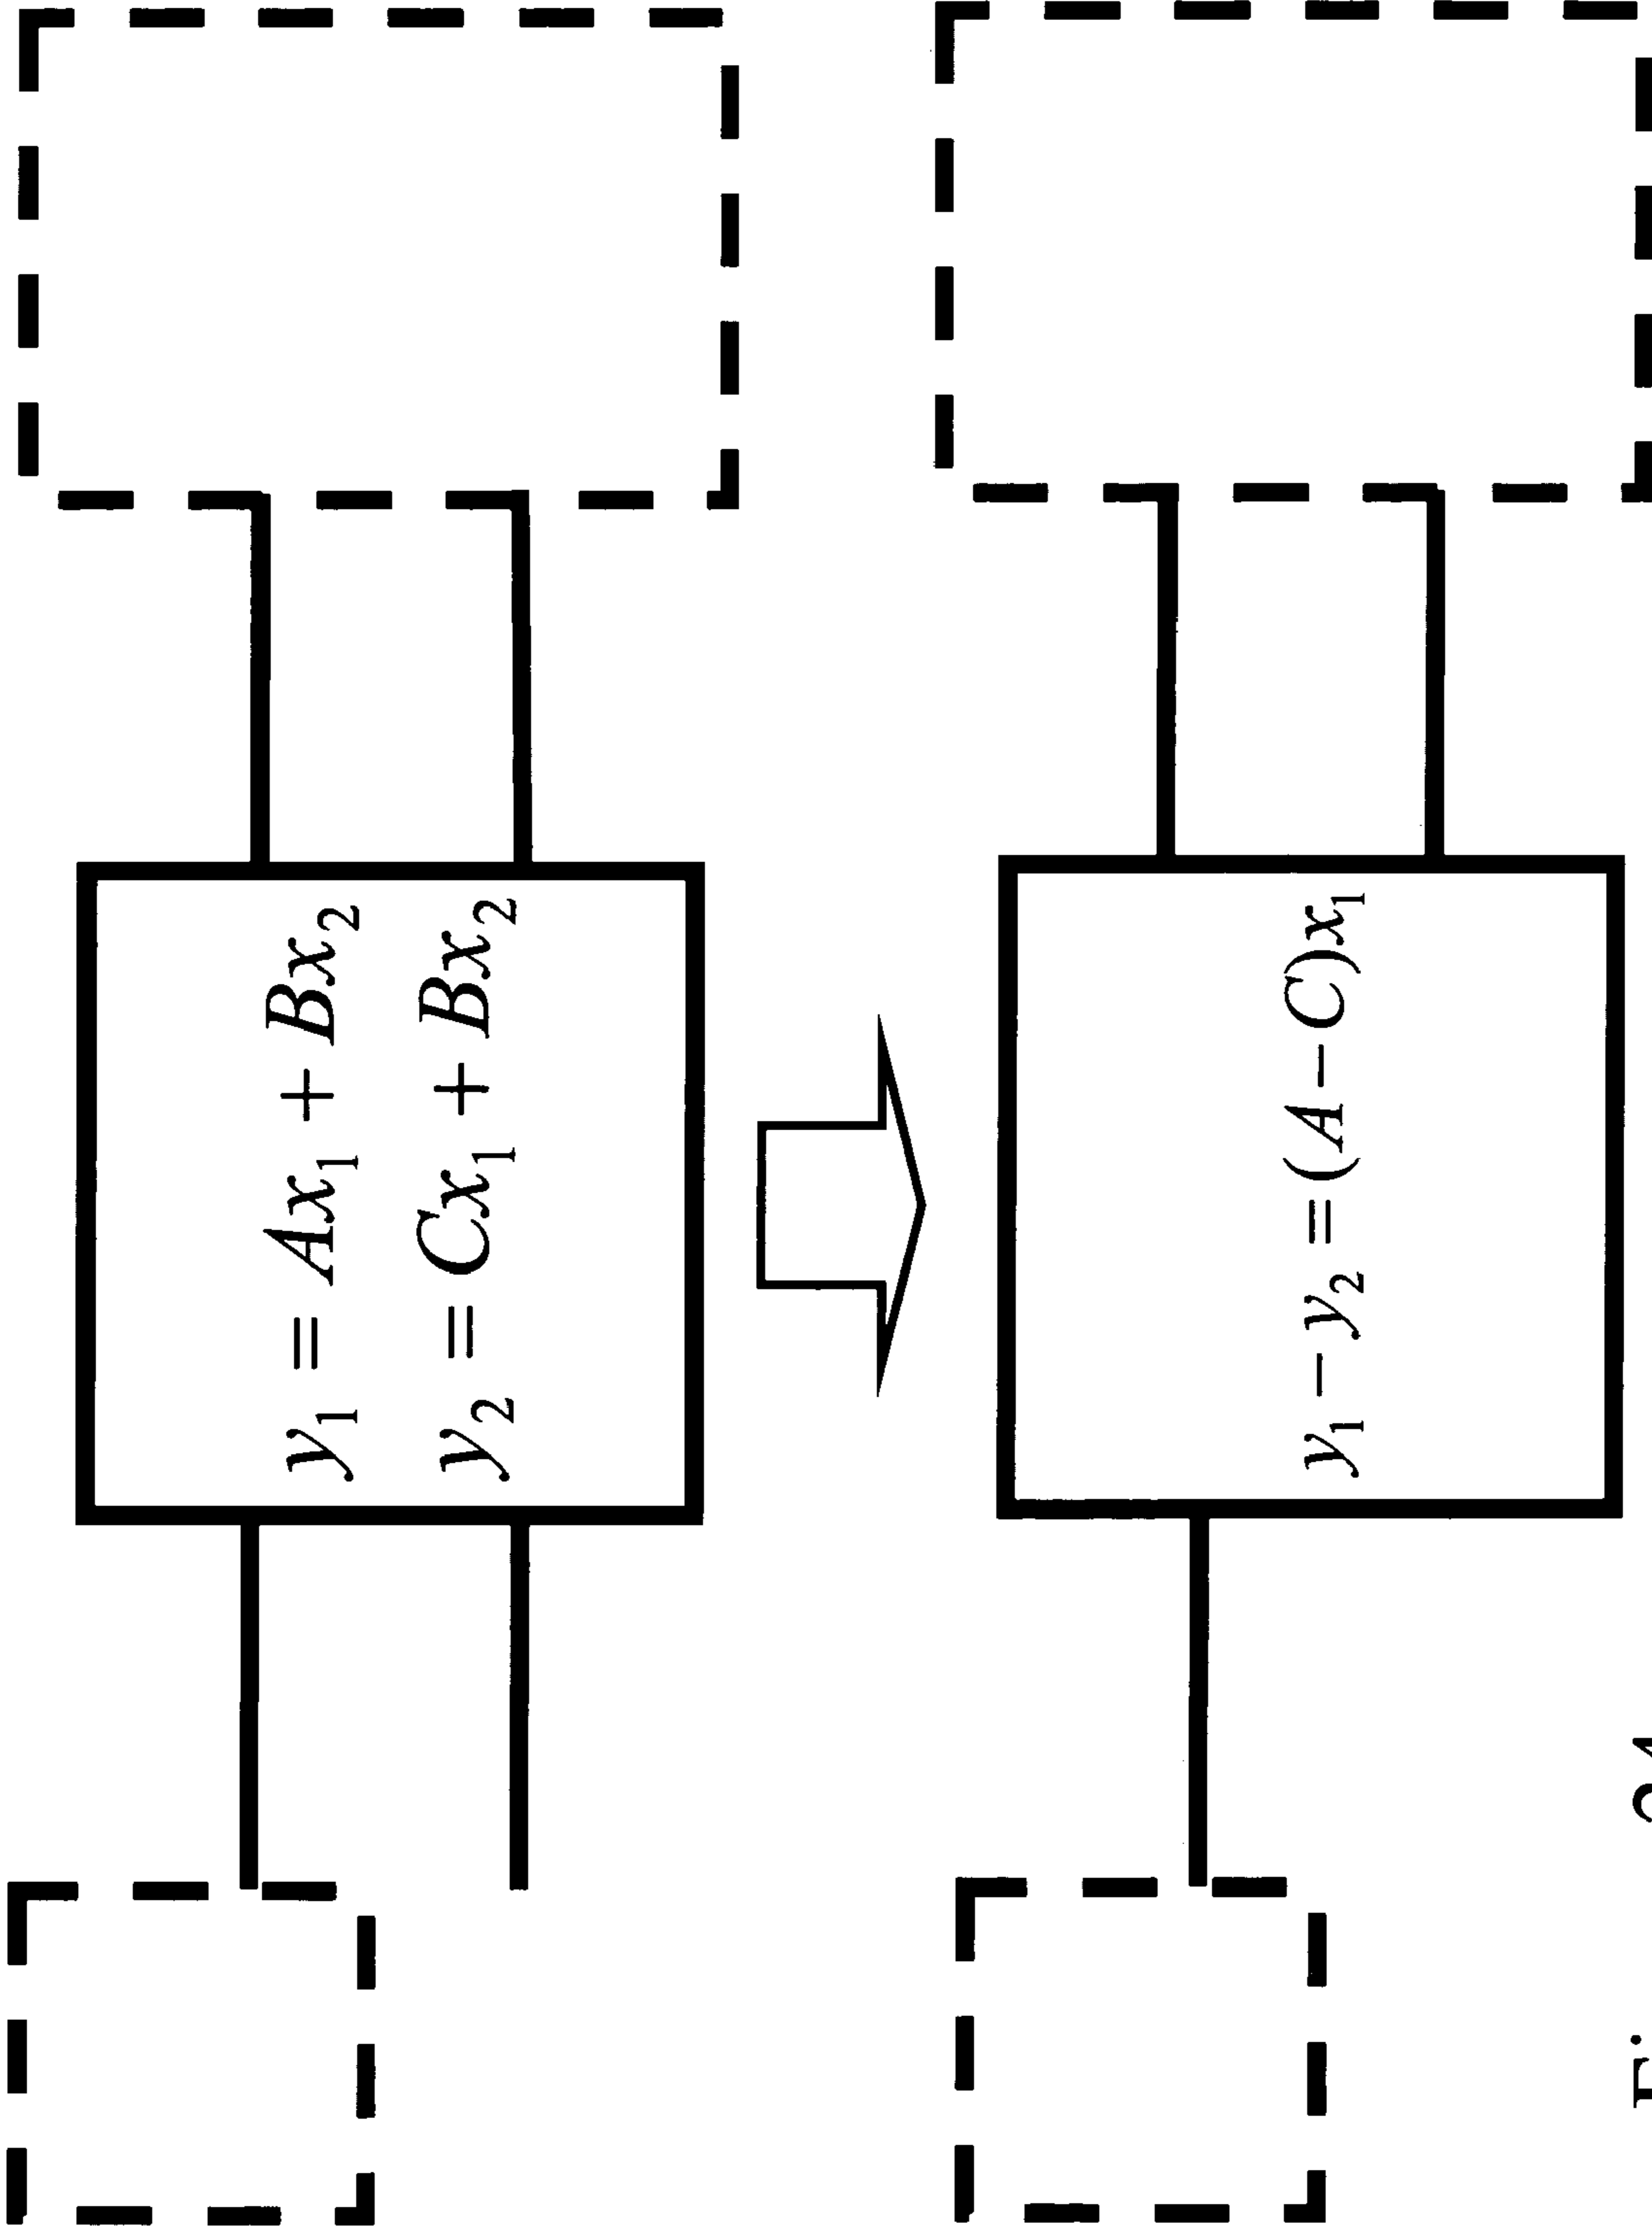 y₁ = Ax₁ + Bx₂
y₂ = Cx₁ + Bx₂
y₁ − y₂ = (A − C)x₁